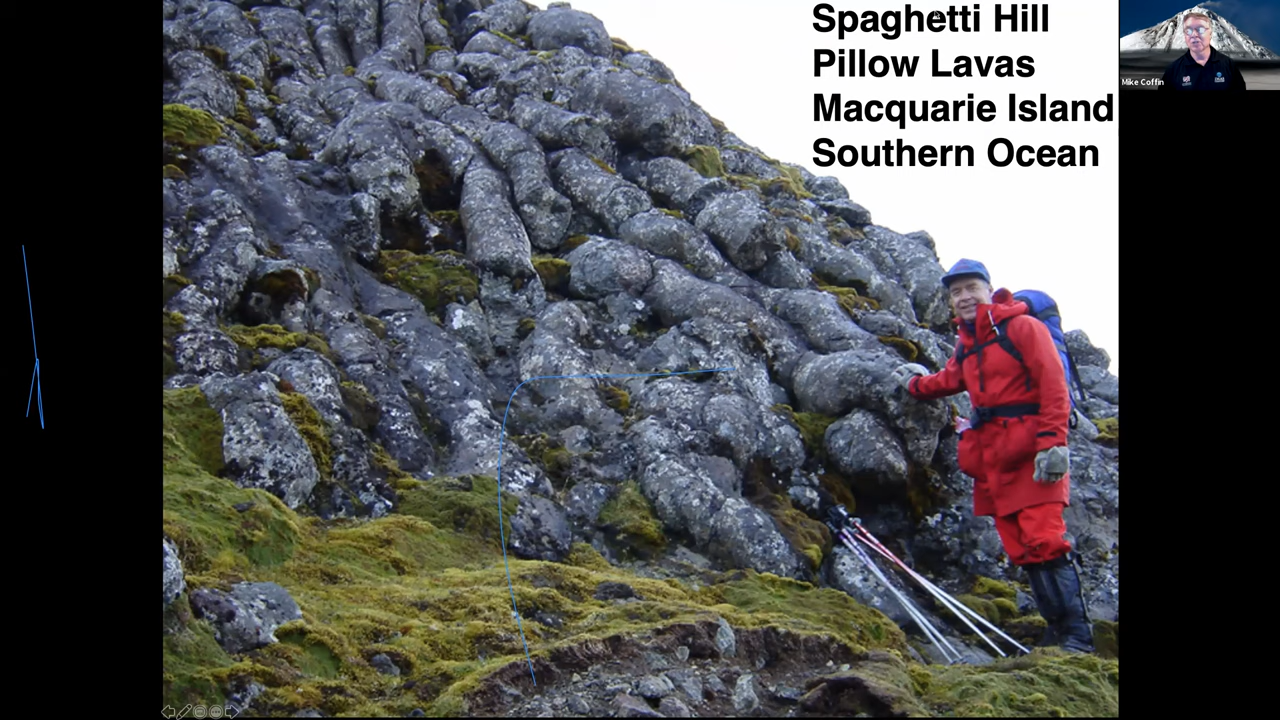 Spaghetti Hill
Pillow Lavas
Macquarie Island
Southern Ocean
Mike Coffin